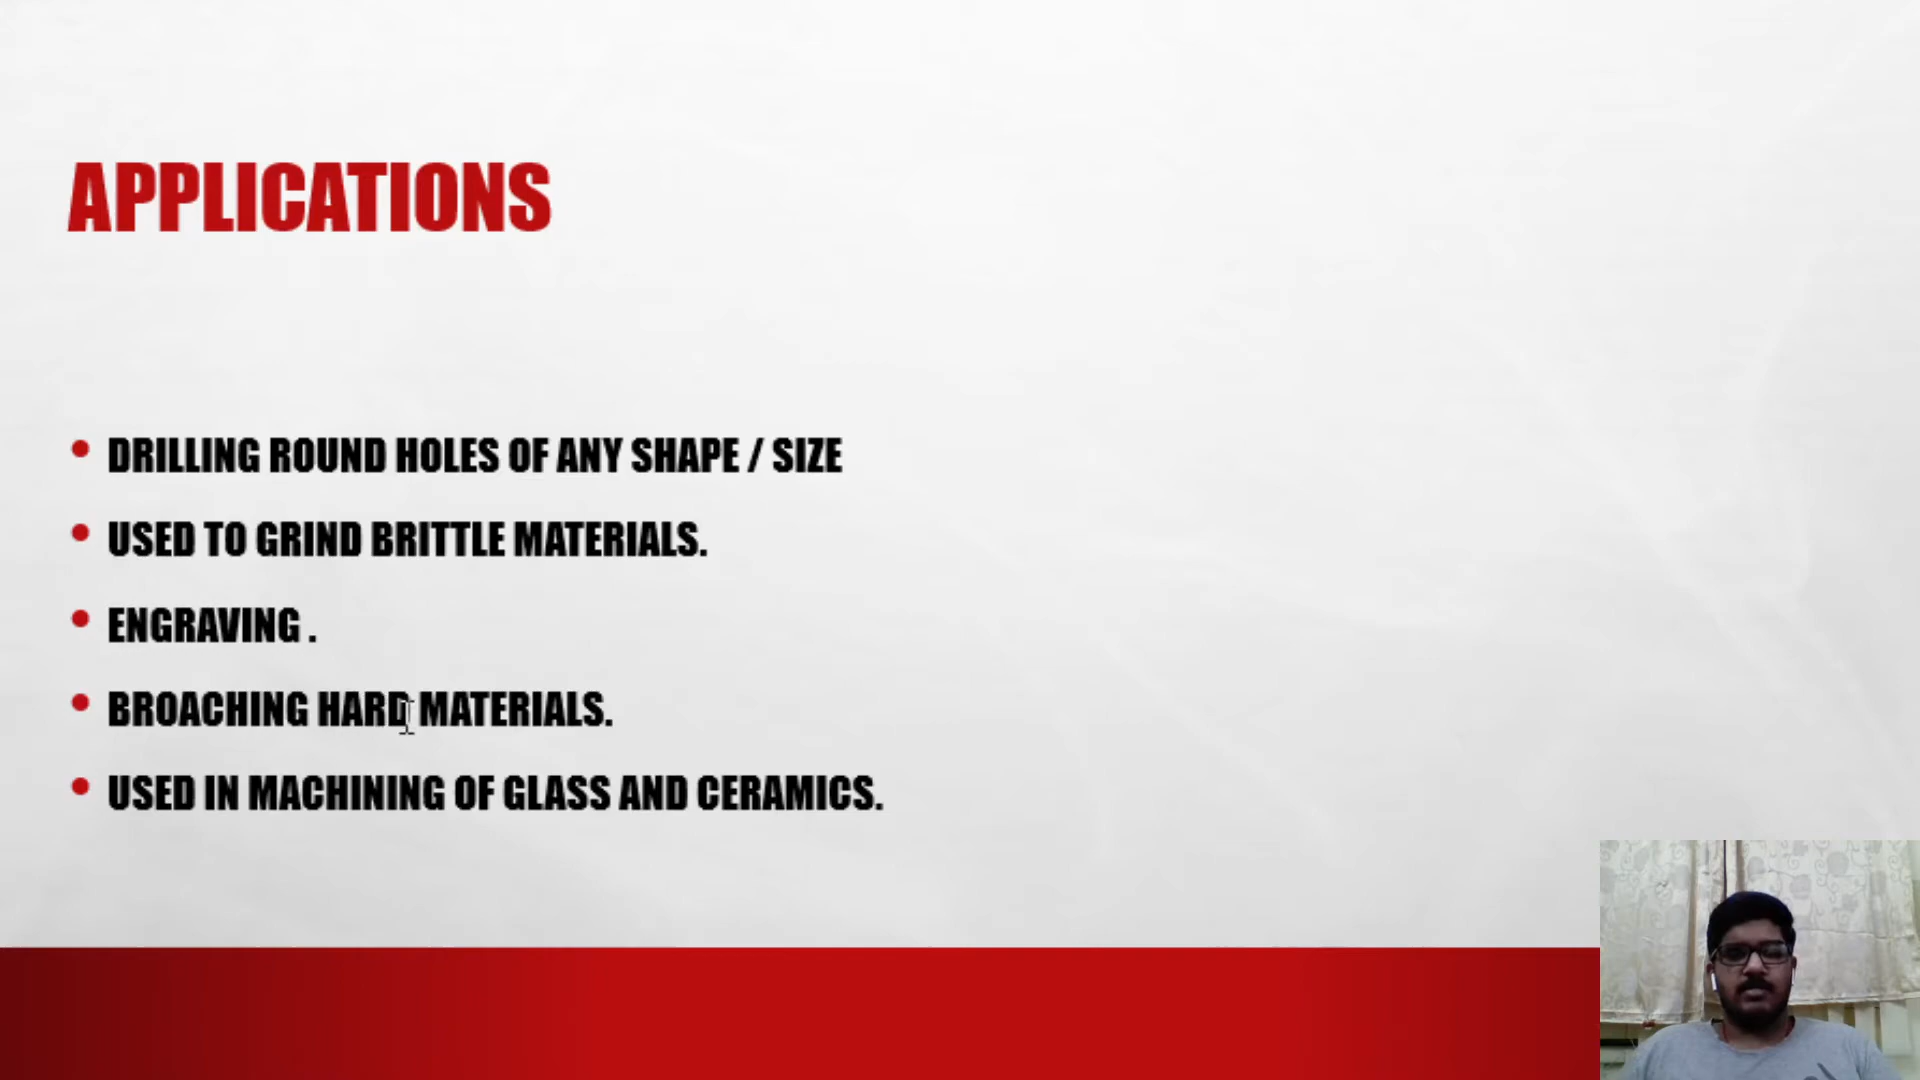 APPLICATIONS
DRILLING ROUND HOLES OF ANY SHAPE / SIZE
USED TO GRIND BRITTLE MATERIALS.
ENGRAVING .
BROACHING HARD MATERIALS.
USED IN MACHINING OF GLASS AND CERAMICS.